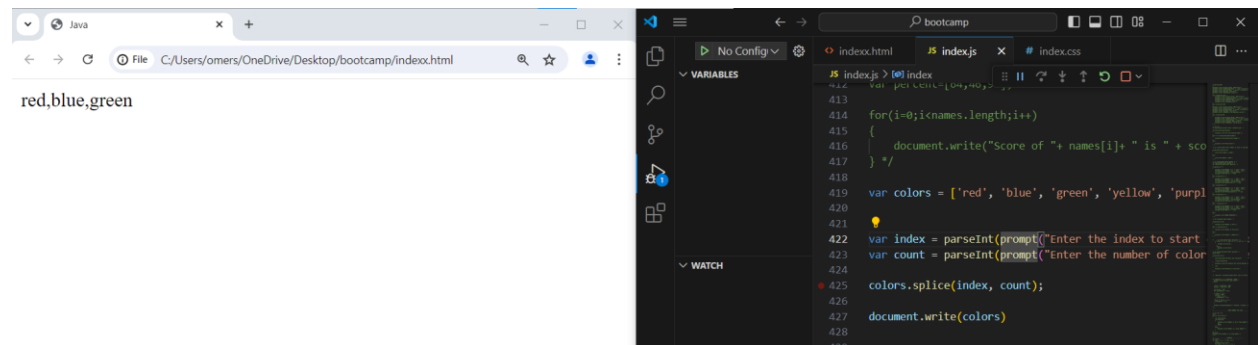 Java
File C:/Users/omers/OneDrive/Desktop/bootcamp/indexx.html
red,blue,green
bootcamp
No Config
indexx.html
JS index.js
# index.css
VARIABLES
JS index.js > index
413
414 for(i=0;i<names.length;i++)
415 {
416 document.write("Score of "+ names[i]+ " is " + sco
417 } */
418
419 var colors = ['red', 'blue', 'green', 'yellow', 'purpl
420
421
422 var index = parseInt(prompt("Enter the index to start
423 var count = parseInt(prompt("Enter the number of color
424
WATCH
425 colors.splice(index, count);
426
427 document.write(colors)
428